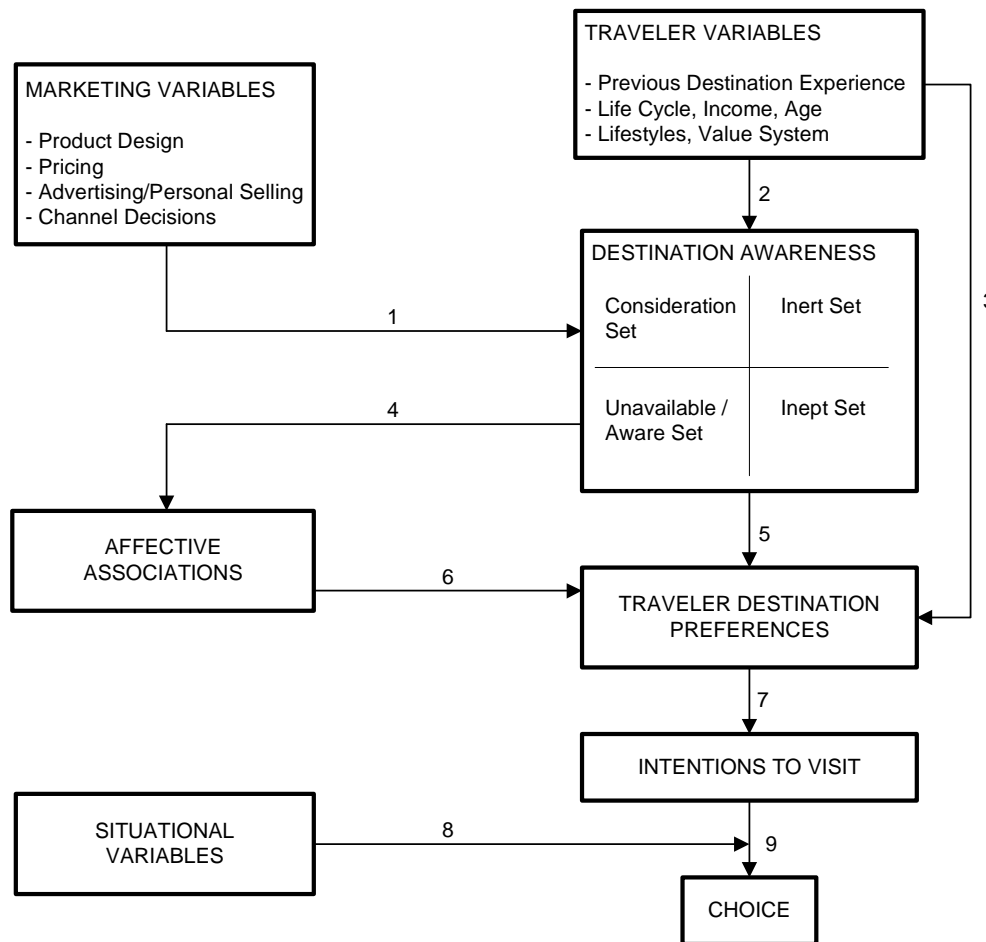 TRAVELER VARIABLES
- Previous Destination Experience
- Life Cycle, Income, Age
- Lifestyles, Value System
MARKETING VARIABLES
- Product Design
- Pricing
- Advertising/Personal Selling
- Channel Decisions
2
3
DESTINATION AWARENESS
Consideration
Set
Inert Set
Unavailable /
Aware Set
Inept Set
1
4
5
AFFECTIVE
ASSOCIATIONS
6
TRAVELER DESTINATION
PREFERENCES
7
INTENTIONS TO VISIT
SITUATIONAL
VARIABLES
8
9
CHOICE